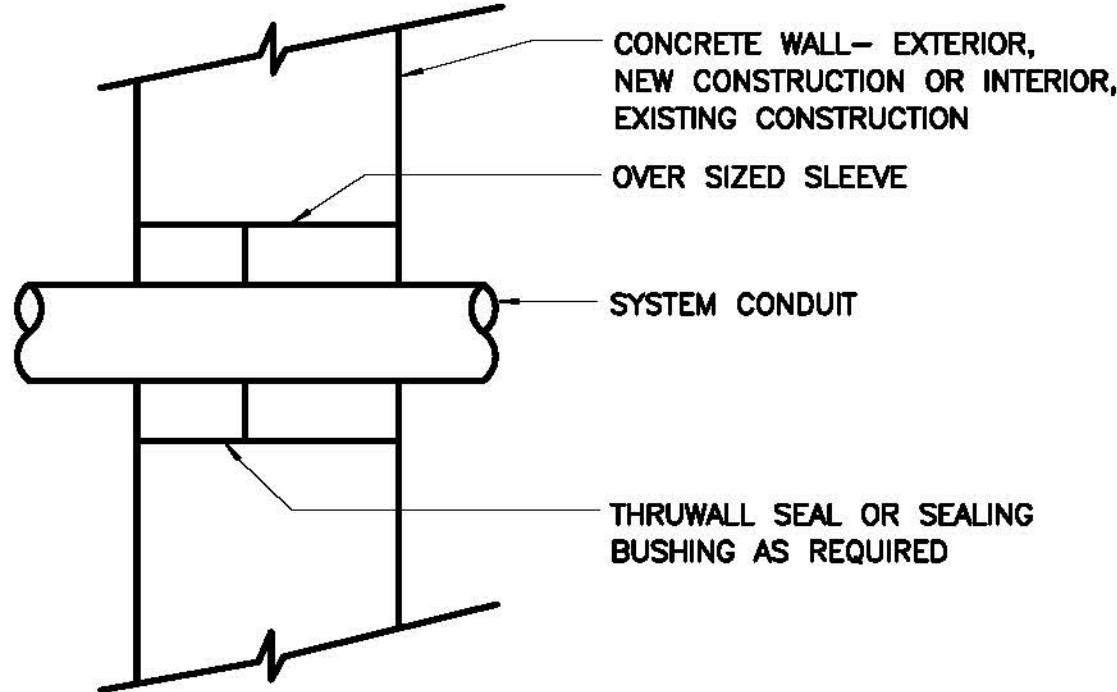 CONCRETE WALL- EXTERIOR,
NEW CONSTRUCTION OR INTERIOR,
EXISTING CONSTRUCTION
OVER SIZED SLEEVE
SYSTEM CONDUIT
THRUWALL SEAL OR SEALING
BUSHING AS REQUIRED